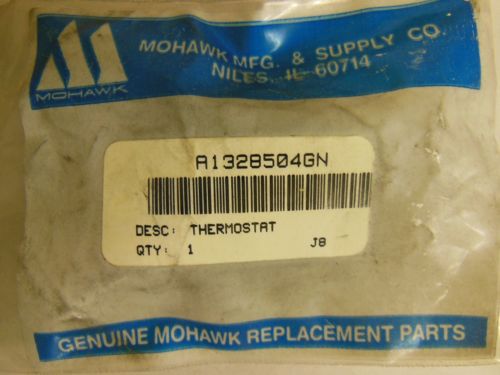 MOHAWK MFG. & SUPPLY CO.
NILES, IL 60714
MOHAWK
A1328504GN
DESC: THERMOSTAT
QTY: 1 J8
GENUINE MOHAWK REPLACEMENT PARTS